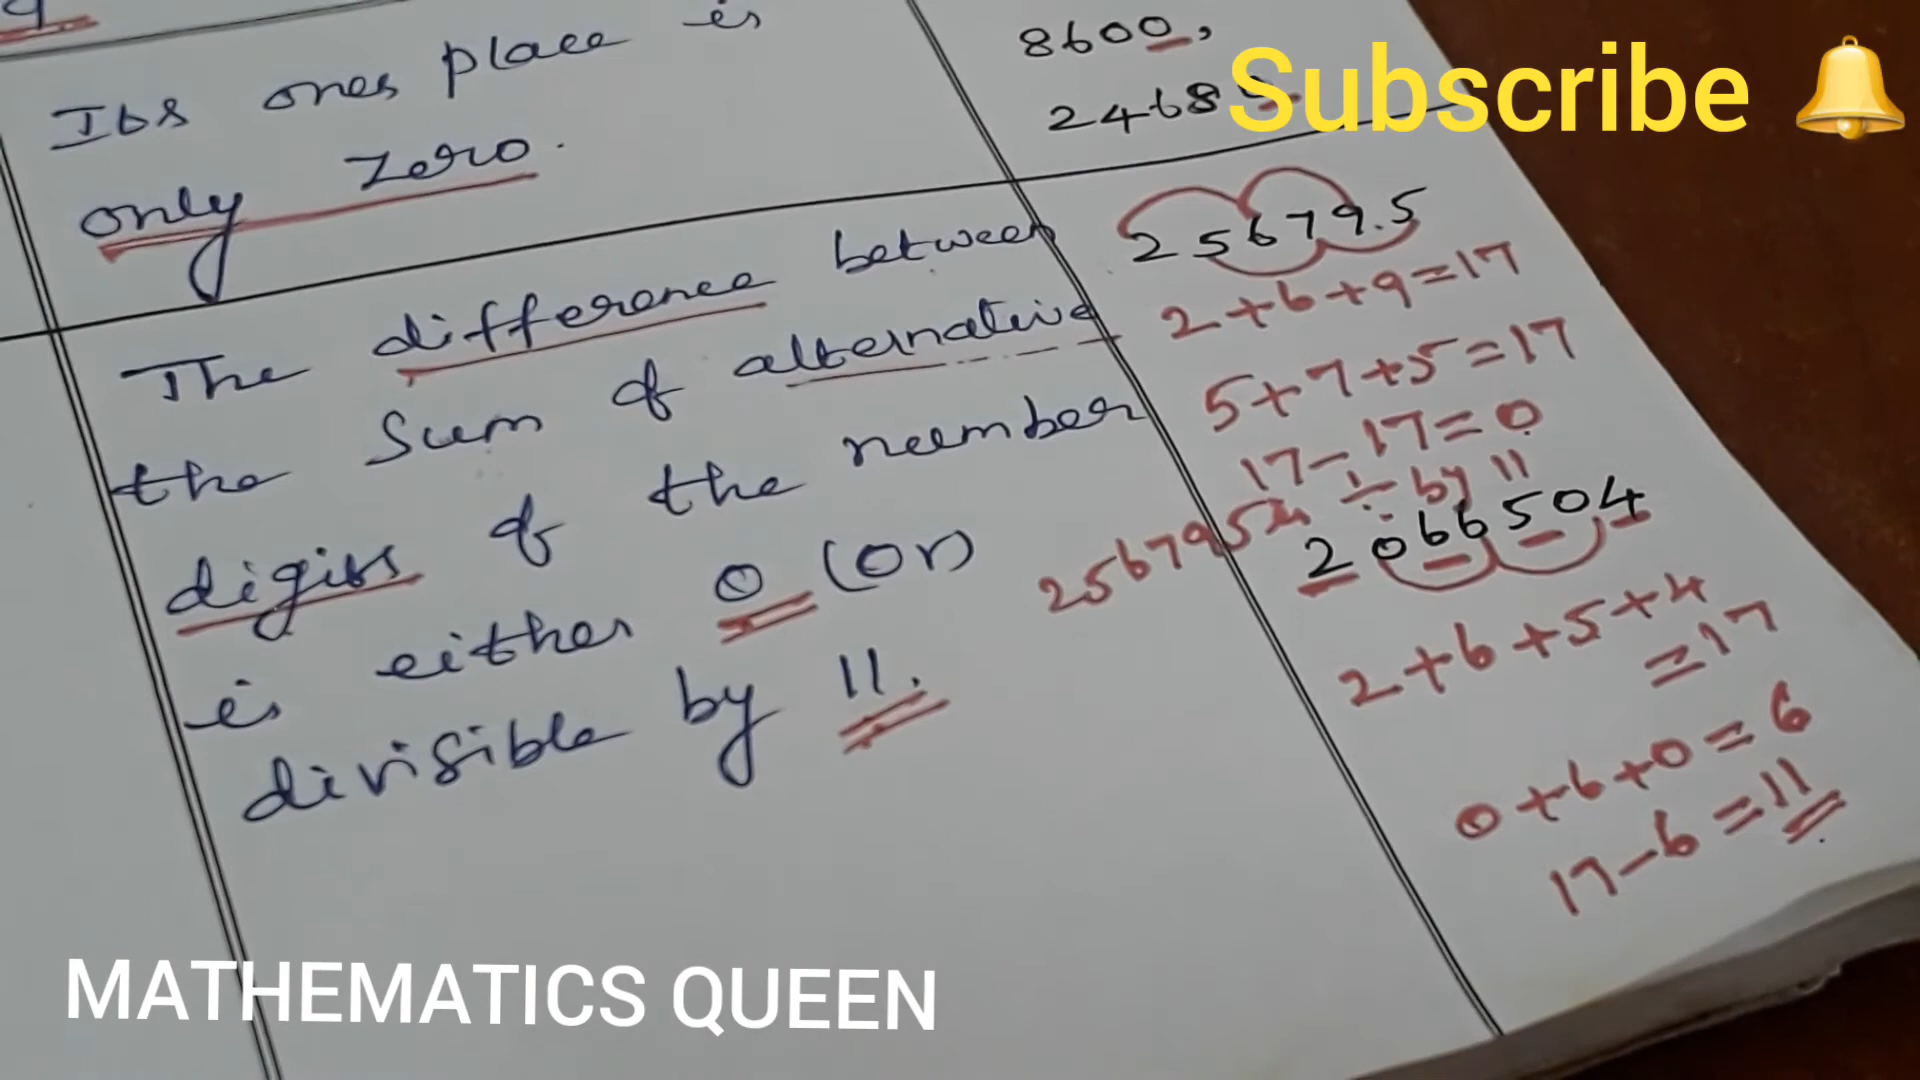 Its ones place is
only zero.
8600,
2468
Subscribe
The difference between
the sum of alternative
digits of the number
is either 0 (or)
divisible by 11.
256795
2+6+9=17
5+7+5=17
17-17=0
÷ by 11
256795
2066504
2+6+5+4
=17
0+6+0=6
17-6=11
MATHEMATICS QUEEN